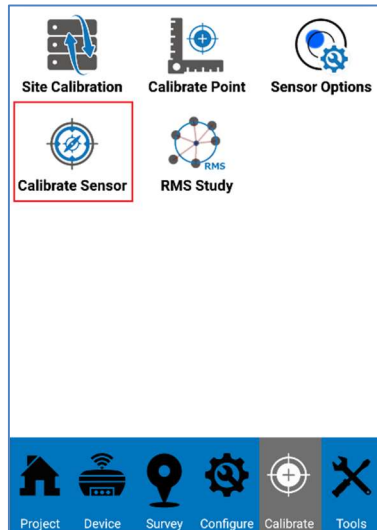 Site Calibration Calibrate Point Sensor Options
RMS
Calibrate Sensor RMS Study
Project Device Survey Configure Calibrate Tools